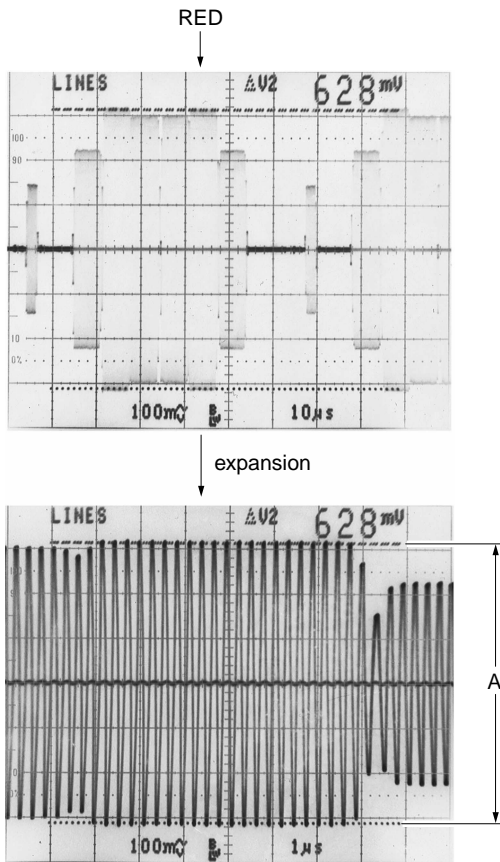 RED
LINES ΔV2 628mV
100
90
10
0%
100mV 10µs
expansion
LINES ΔV2 628mV
A
100mV 1µs